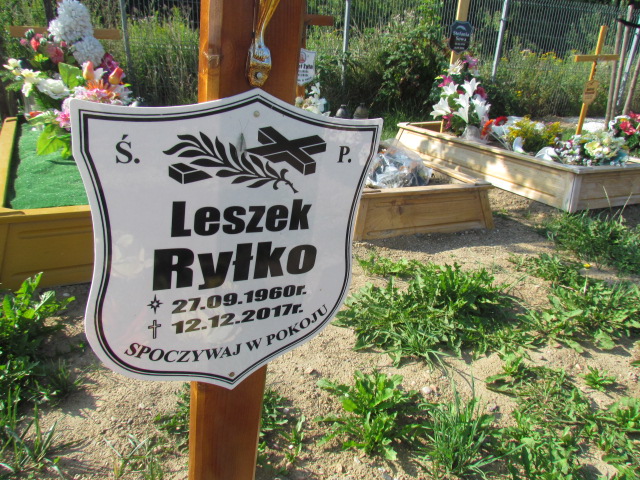 Ś. P.
Leszek
Ryłko
27.09.1960r.
12.12.2017r.
SPOCZYWAJ W POKOJU